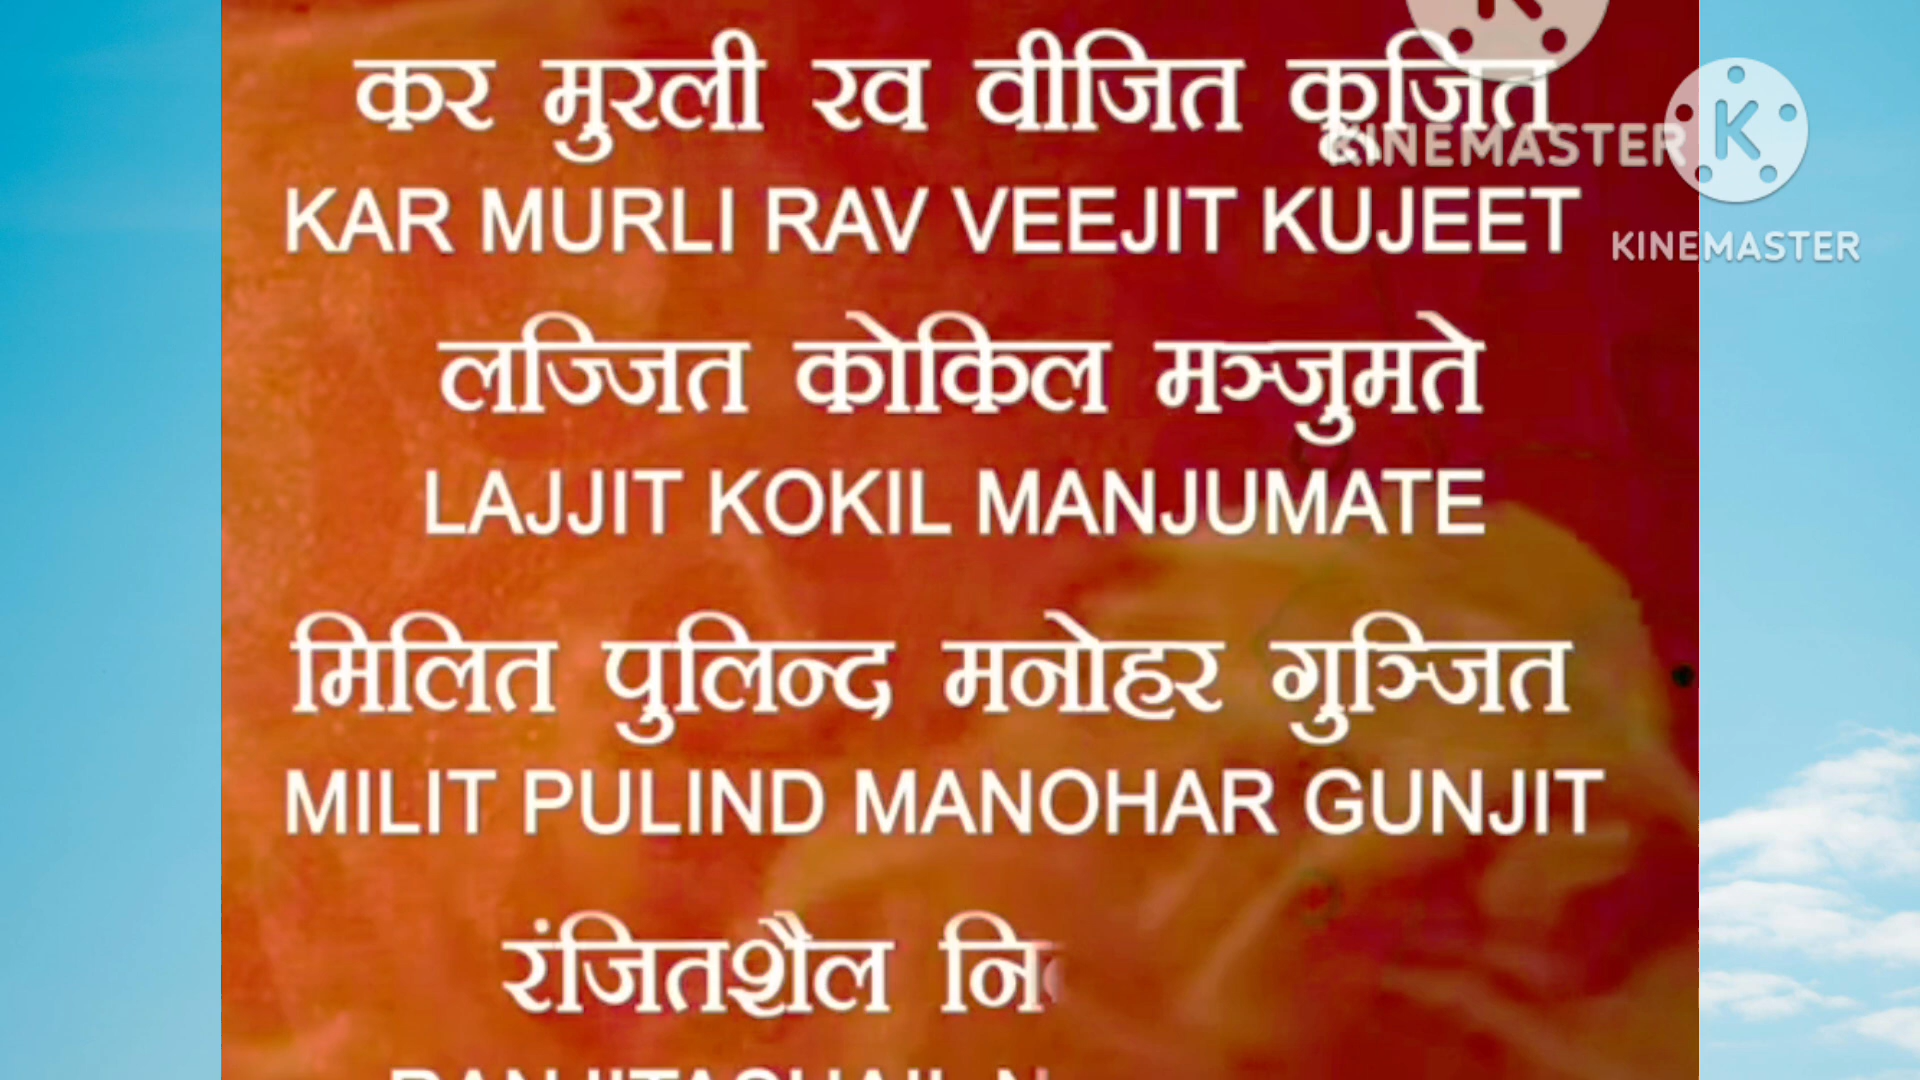 कर मुरली रव वीजित कूजित
KINEMASTER
KAR MURLI RAV VEEJIT KUJEET
KINEMASTER
लज्जित कोकिल मञ्जुमते
LAJJIT KOKIL MANJUMATE
मिलित पुलिन्द मनोहर गुञ्जित
MILIT PULIND MANOHAR GUNJIT
रंजितशैल